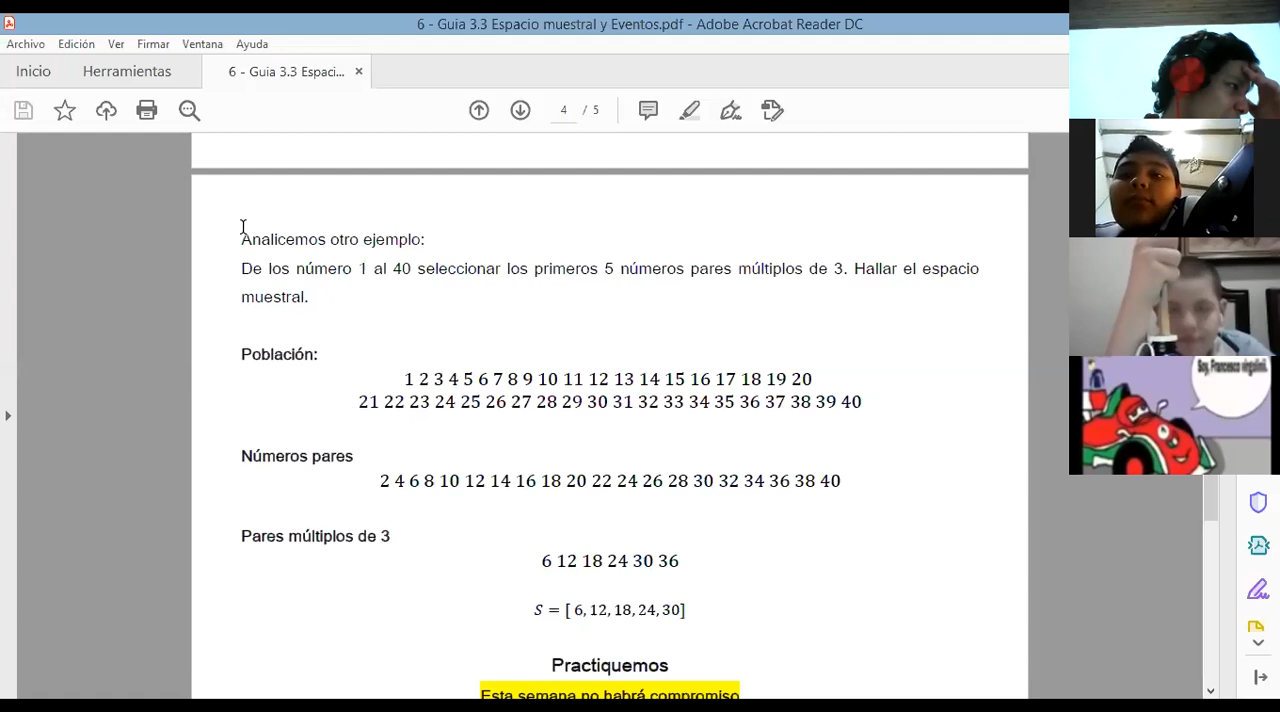 6 - Guia 3.3 Espacio muestral y Eventos.pdf - Adobe Acrobat Reader DC
Archivo Edición Ver Firmar Ventana Ayuda
Inicio Herramientas 6 - Guia 3.3 Espaci... ×
4 / 5
Soy, Francesco virgolinii.
Analicemos otro ejemplo:
De los número 1 al 40 seleccionar los primeros 5 números pares múltiplos de 3. Hallar el espacio
muestral.
Población:
1 2 3 4 5 6 7 8 9 10 11 12 13 14 15 16 17 18 19 20
21 22 23 24 25 26 27 28 29 30 31 32 33 34 35 36 37 38 39 40
Números pares
2 4 6 8 10 12 14 16 18 20 22 24 26 28 30 32 34 36 38 40
Pares múltiplos de 3
6 12 18 24 30 36
S = [ 6, 12, 18, 24, 30]
Practiquemos
Esta semana no habrá compromiso